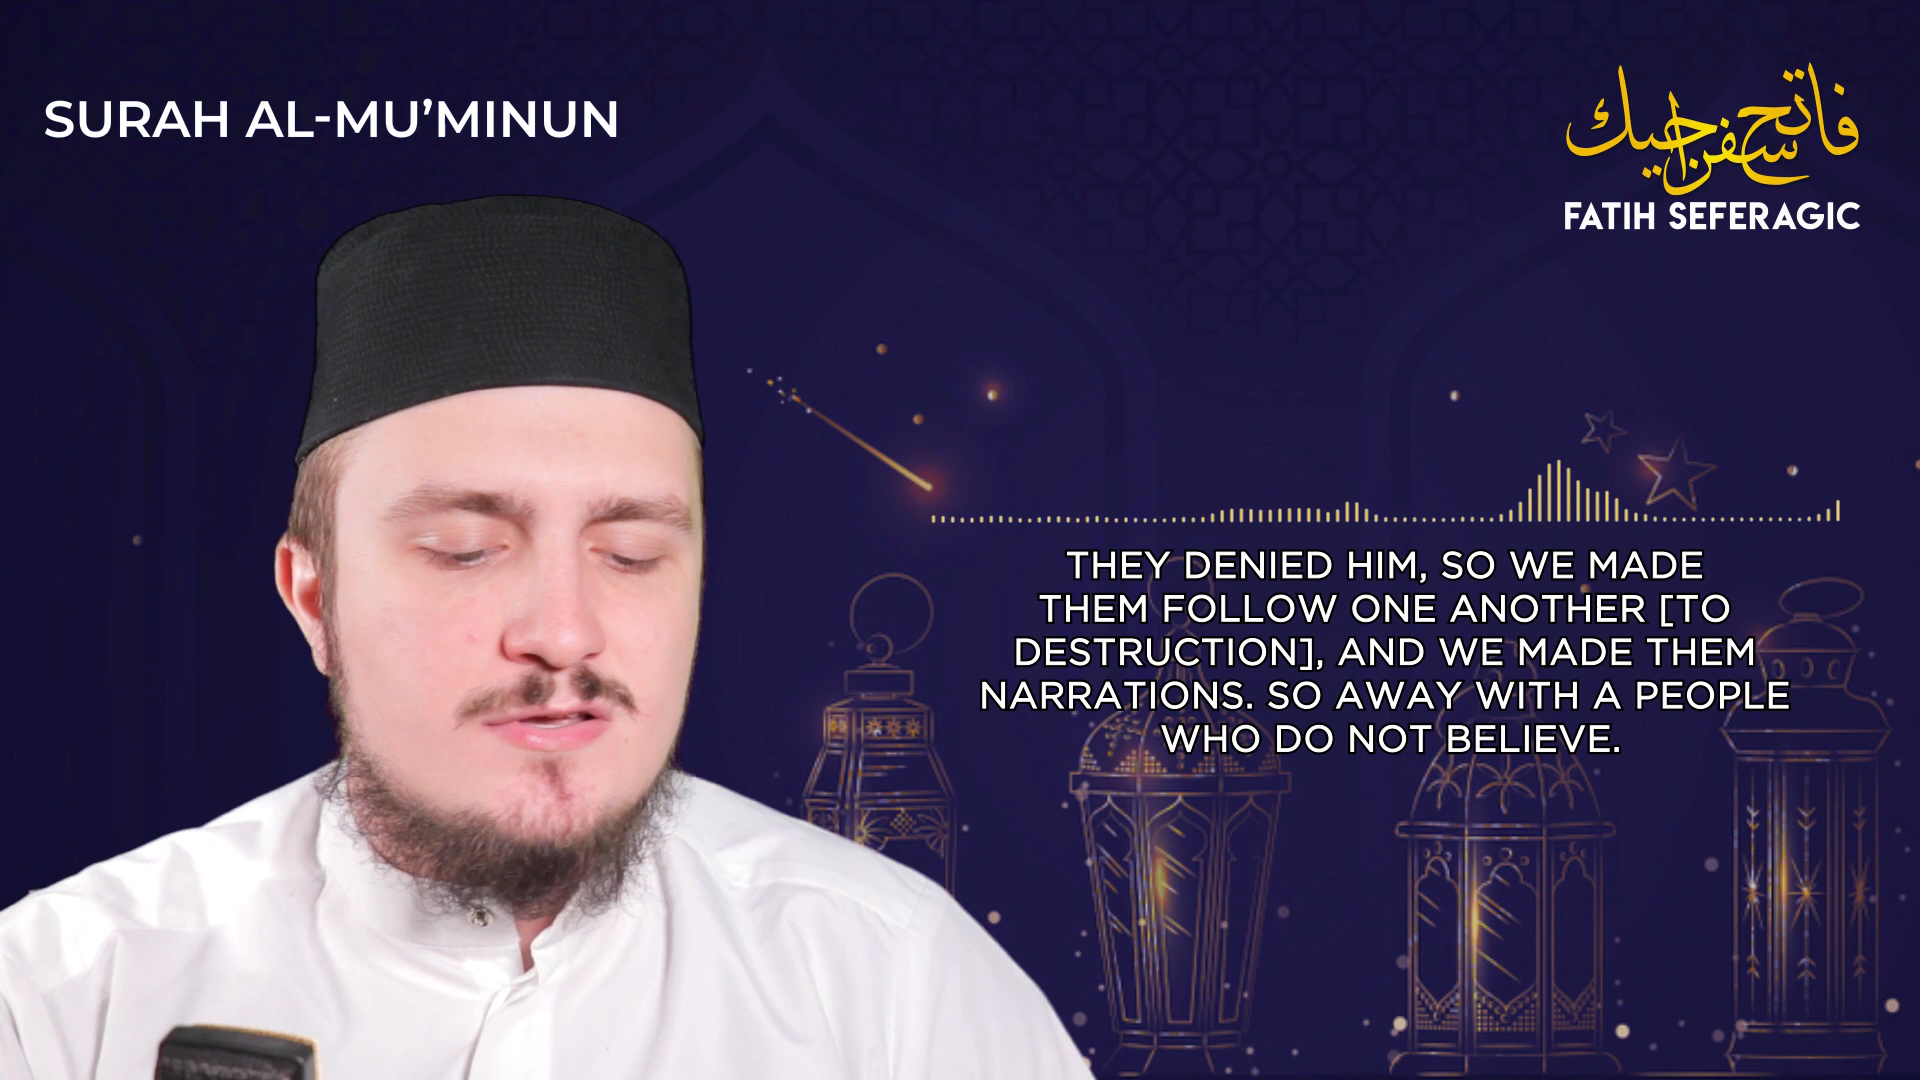 SURAH AL-MU’MINUN
فاتح سفراجيك
FATIH SEFERAGIC
THEY DENIED HIM, SO WE MADE
THEM FOLLOW ONE ANOTHER [TO
DESTRUCTION], AND WE MADE THEM
NARRATIONS. SO AWAY WITH A PEOPLE
WHO DO NOT BELIEVE.